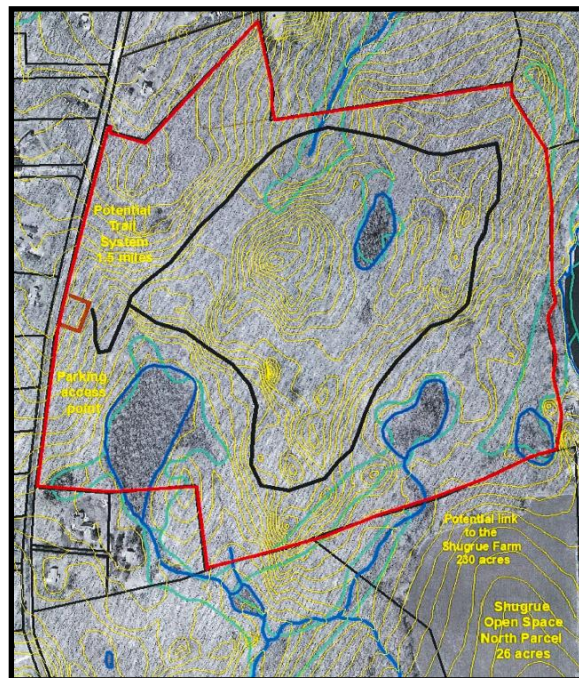 Potential
Trail
System
1.5 miles
Parking
access
point
Potential link
to the
Shugrue Farm
230 acres
Shugrue
Open Space
North Parcel
26 acres